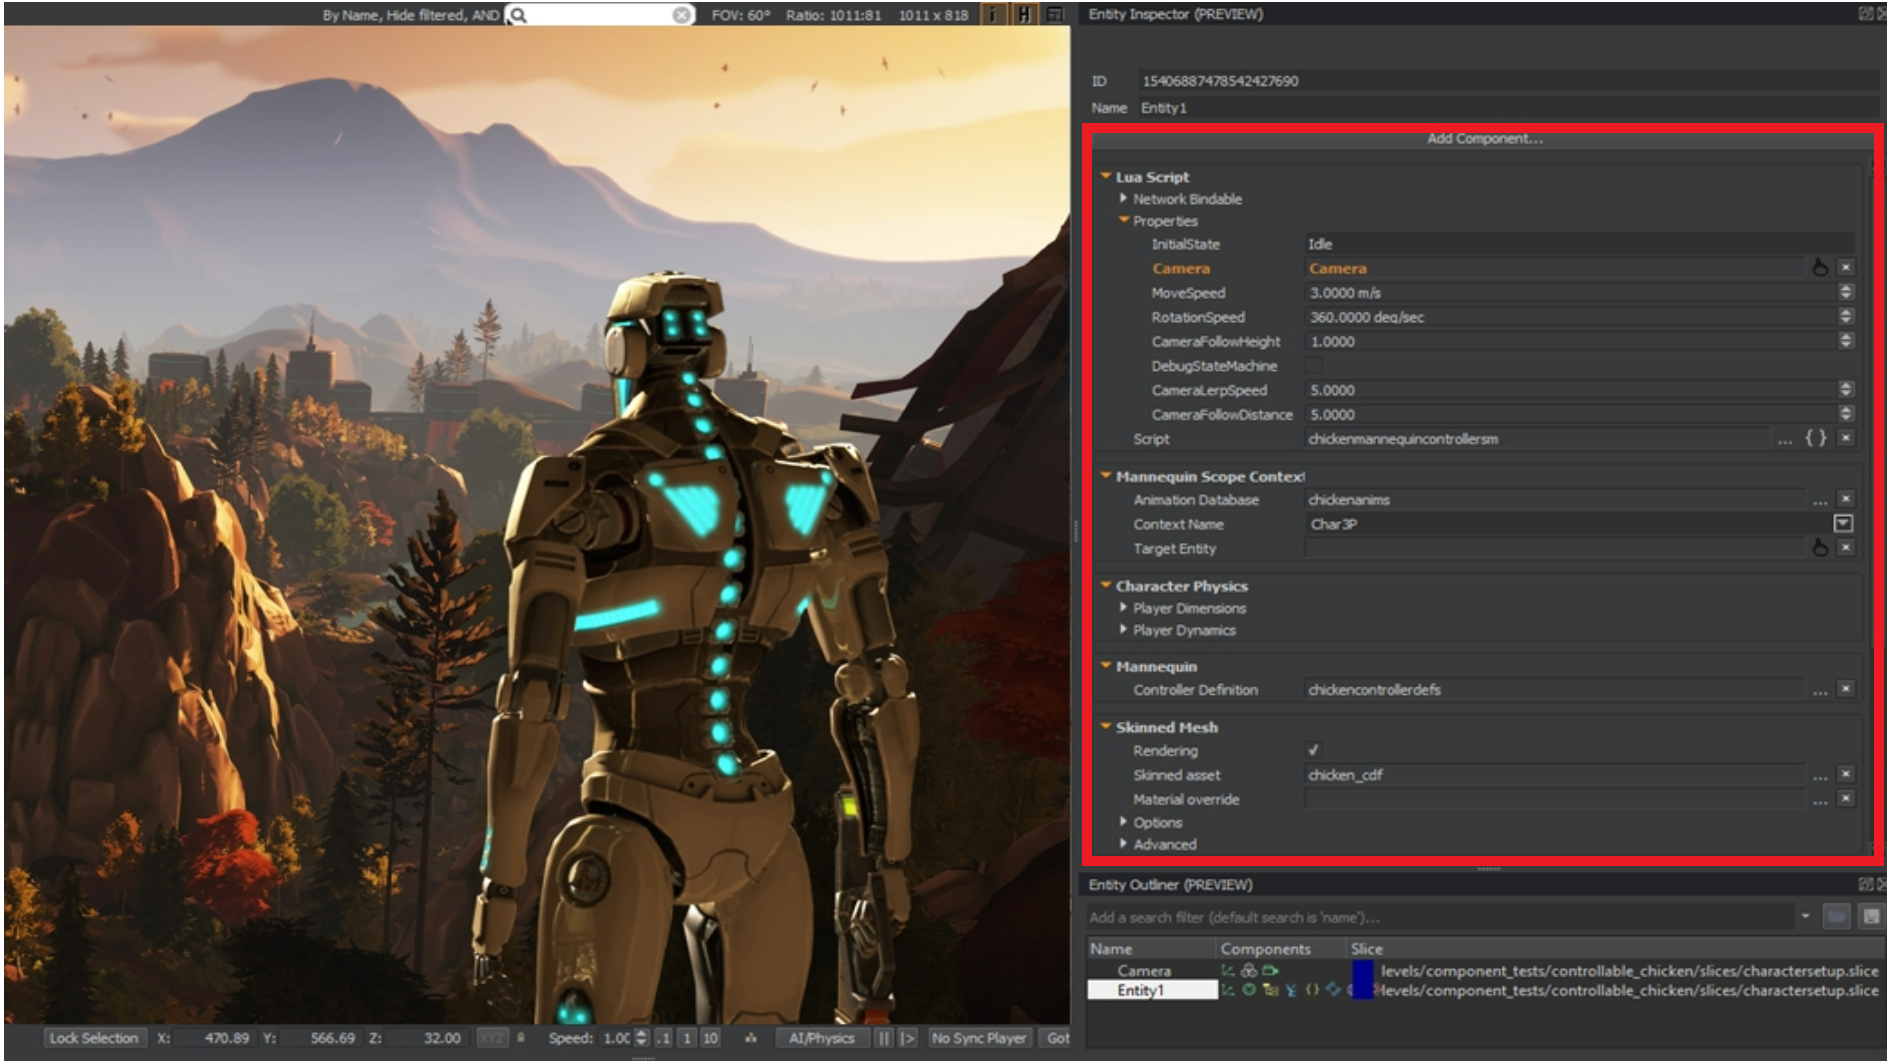 By Name, Hide filtered, AND FOV: 60° Ratio: 1011:81 1011 x 818 i H
Entity Inspector (PREVIEW)
ID 15406887478542427690
Name Entity1
Add Component...
Lua Script
Network Bindable
Properties
InitialState Idle
Camera Camera
MoveSpeed 3.0000 m/s
RotationSpeed 360.0000 deg/sec
CameraFollowHeight 1.0000
DebugStateMachine
CameraLerpSpeed 5.0000
CameraFollowDistance 5.0000
Script chickenmannequincontrollersm ... { }
Mannequin Scope Context
Animation Database chickenanims ...
Context Name Char3P
Target Entity
Character Physics
Player Dimensions
Player Dynamics
Mannequin
Controller Definition chickencontrollerdefs ...
Skinned Mesh
Rendering
Skinned asset chicken_cdf ...
Material override ...
Options
Advanced
Entity Outliner (PREVIEW)
Add a search filter (default search is 'name')...
Name Components Slice
Camera levels/component_tests/controllable_chicken/slices/charactersetup.slice
Entity1 levels/component_tests/controllable_chicken/slices/charactersetup.slice
Lock Selection X: 470.89 Y: 566.69 Z: 32.00 XYZ Speed: 1.00 .1 1 10 AI/Physics No Sync Player Got